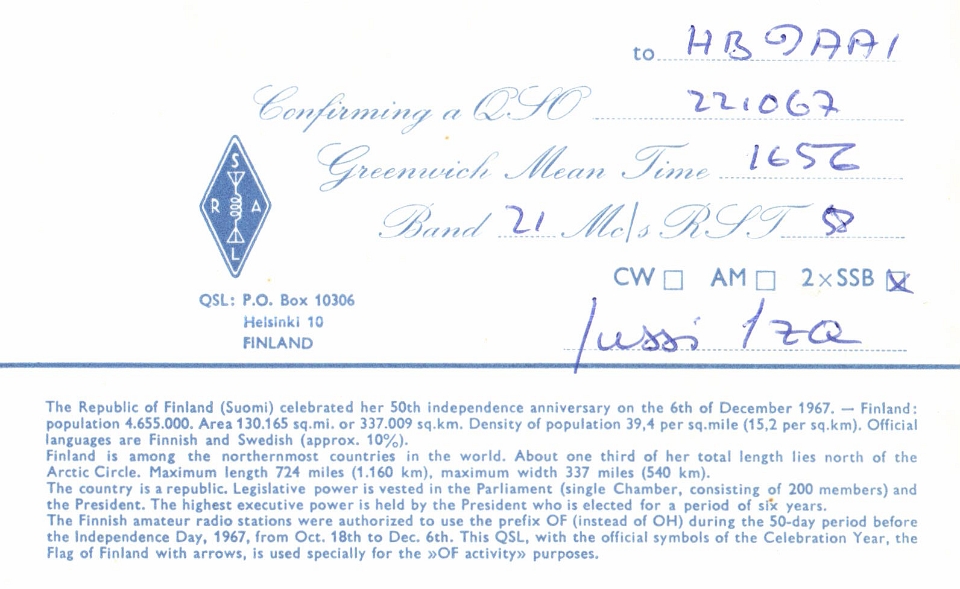 to HB9AA1
Confirming a QSO 221067
Greenwich Mean Time 1656
Band 21 Mc/s RST
S
R A
L
CW AM 2×SSB
QSL: P.O. Box 10306
Helsinki 10
FINLAND
Jussi 1ZQ
The Republic of Finland (Suomi) celebrated her 50th independence anniversary on the 6th of December 1967. — Finland:
population 4.655.000. Area 130.165 sq.mi. or 337.009 sq.km. Density of population 39,4 per sq.mile (15,2 per sq.km). Official
languages are Finnish and Swedish (approx. 10%).
Finland is among the northernmost countries in the world. About one third of her total length lies north of the
Arctic Circle. Maximum length 724 miles (1.160 km), maximum width 337 miles (540 km).
The country is a republic. Legislative power is vested in the Parliament (single Chamber, consisting of 200 members) and
the President. The highest executive power is held by the President who is elected for a period of six years.
The Finnish amateur radio stations were authorized to use the prefix OF (instead of OH) during the 50-day period before
the Independence Day, 1967, from Oct. 18th to Dec. 6th. This QSL, with the official symbols of the Celebration Year, the
Flag of Finland with arrows, is used specially for the »OF activity» purposes.